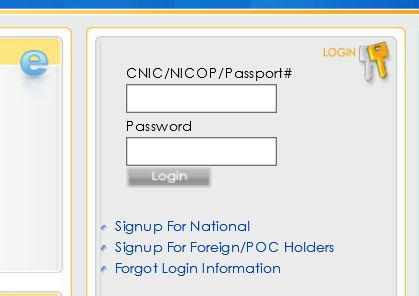 LOGIN
CNIC/NICOP/Passport#
Password
Login
Signup For National
Signup For Foreign/POC Holders
Forgot Login Information